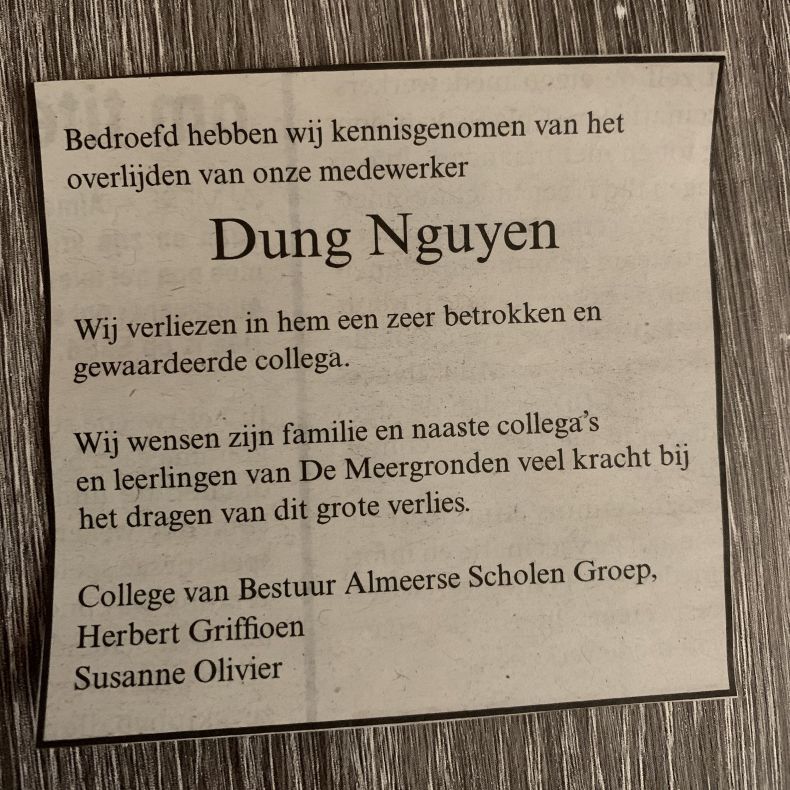 Bedroefd hebben wij kennisgenomen van het
overlijden van onze medewerker
Dung Nguyen
Wij verliezen in hem een zeer betrokken en
gewaardeerde collega.
Wij wensen zijn familie en naaste collega's
en leerlingen van De Meergronden veel kracht bij
het dragen van dit grote verlies.
College van Bestuur Almeerse Scholen Groep,
Herbert Griffioen
Susanne Olivier